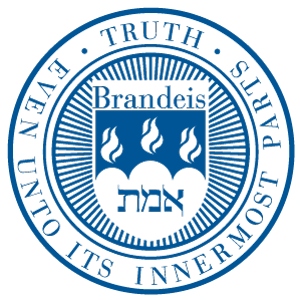 · TRUTH · EVEN UNTO ITS INNERMOST PARTS
Brandeis
אמת